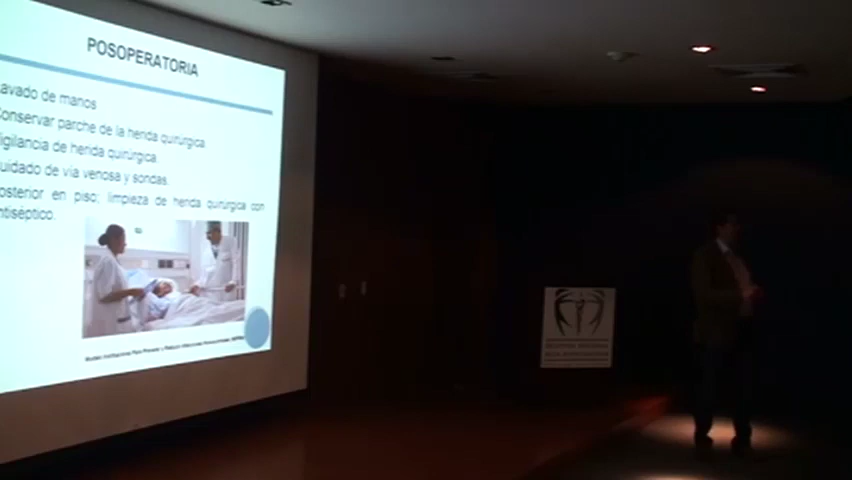 POSOPERATORIA
avado de manos
onservar parche de la herida quirúrgica
igilancia de herida quirúrgica.
uidado de vía venosa y sondas.
osterior en piso; limpieza de herida quirúrgica con
ntiséptico.